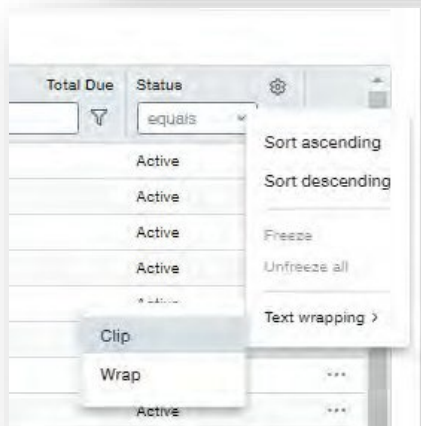 Total Due Status
equals
Sort ascending
Active
Sort descending
Active
Active
Freeze
Active
Unfreeze all
Active
Text wrapping >
Clip
Wrap
Active